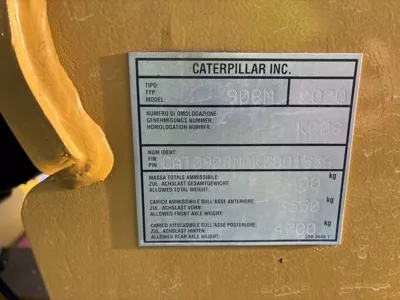 CATERPILLAR INC.
TIPO:
TYP:
MODEL:
908M
2020
NUMERO DI OMOLOGAZIONE
GENEHMIGUNGS NUMMER:
HOMOLOGATION NUMBER:
NUM IDENT:
FIN:
PIN:
MASSA TOTALE AMMISSIBILE:
ZUL. ACHSLAST GESAMTGEWICHT:
ALLOWED TOTAL WEIGHT:
kg
CARICO AMMISSIBILE SULL'ASSE ANTERIORE:
ZUL. ACHSLAST VORN:
ALLOWED FRONT AXLE WEIGHT:
kg
CARICO AMMISSIBILE SULL'ASSE POSTERIORE:
ZUL. ACHSLAST HINTEN:
ALLOWED REAR AXLE WEIGHT:
kg